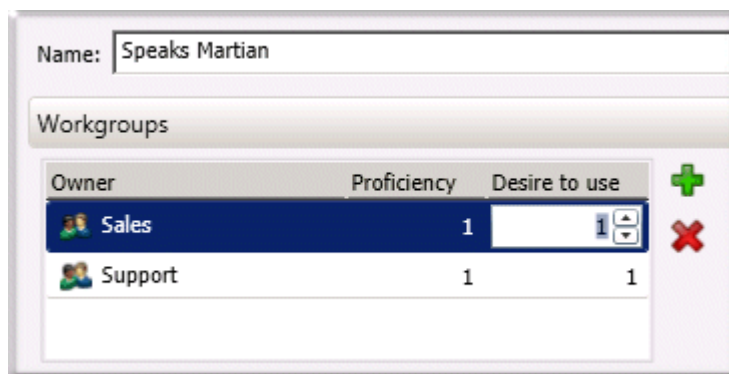 Name: Speaks Martian
Workgroups
Owner Proficiency Desire to use
Sales 1 1
Support 1 1